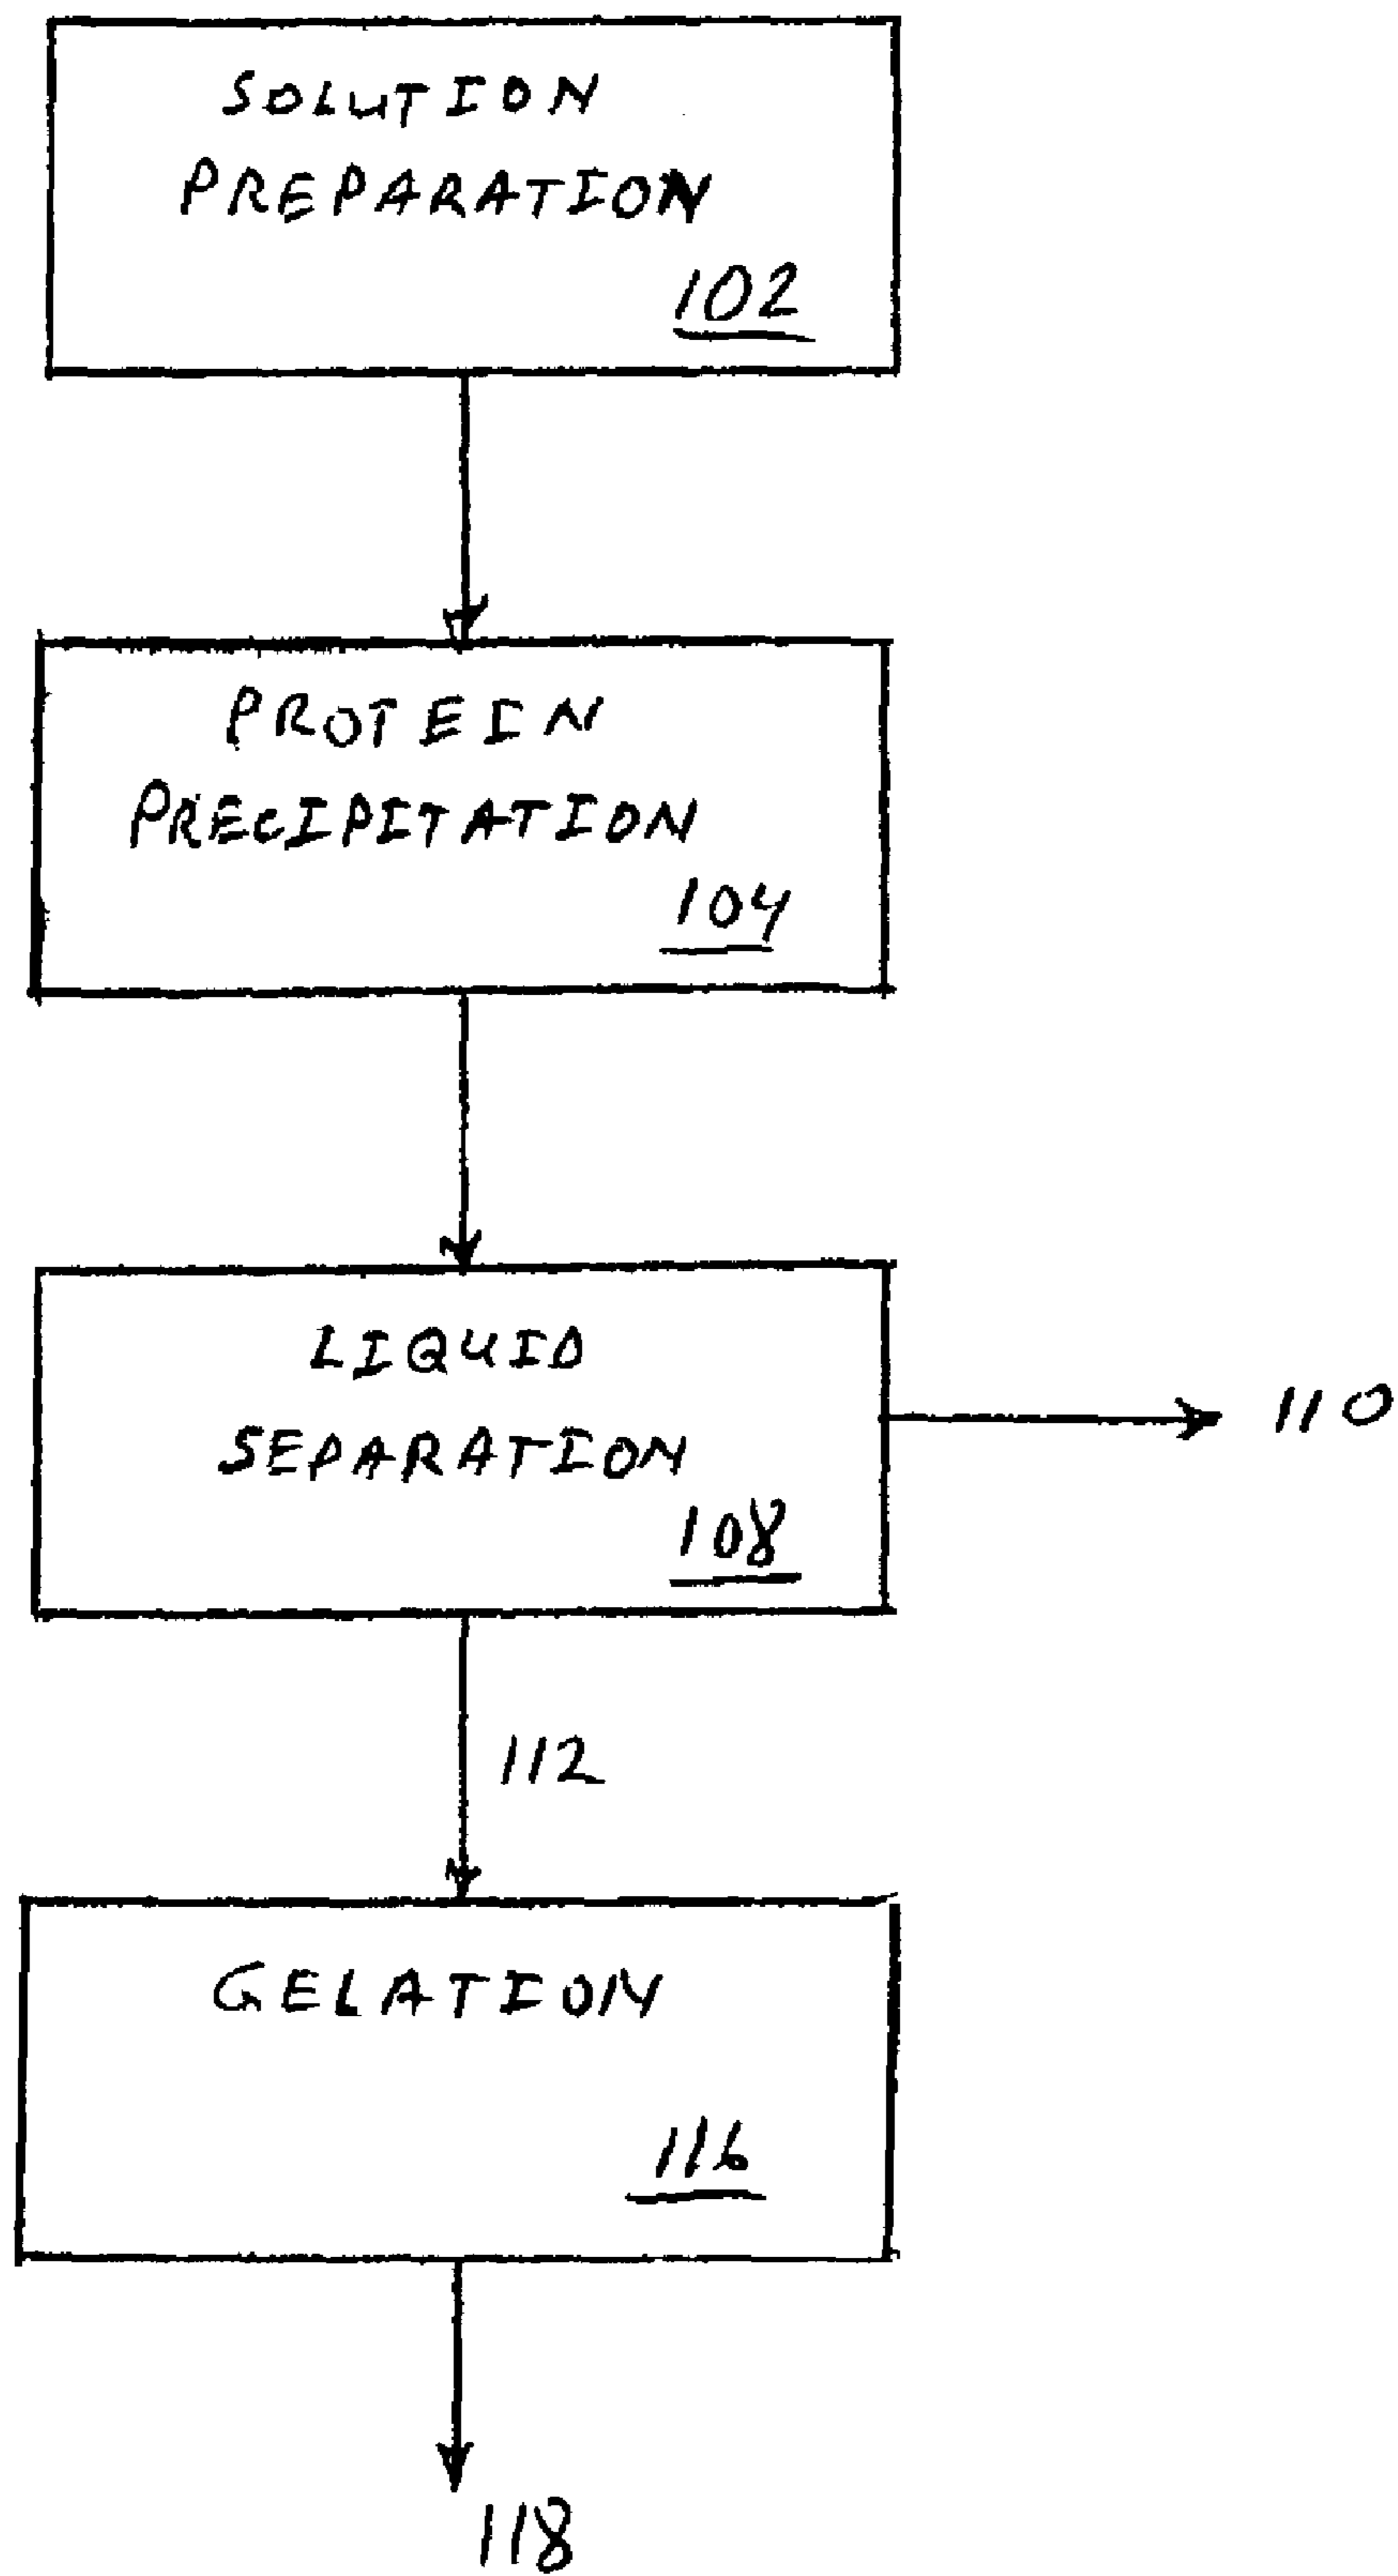 SOLUTION
PREPARATION
102
PROTEIN
PRECIPITATION
104
LIQUID
SEPARATION
108
110
112
GELATION
116
118